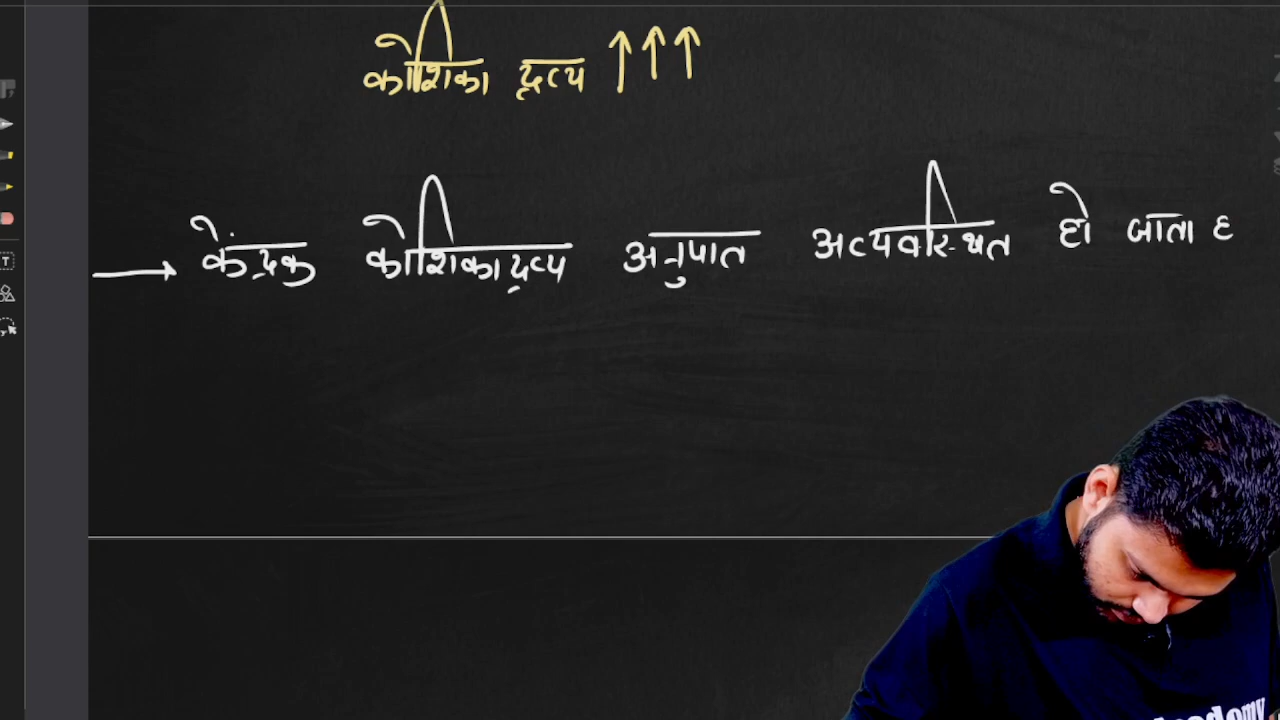 कोशिका द्रव्य ↑↑↑
→ केंद्रक कोशिकाद्रव्य अनुपात अव्यवस्थित हो जाता ह